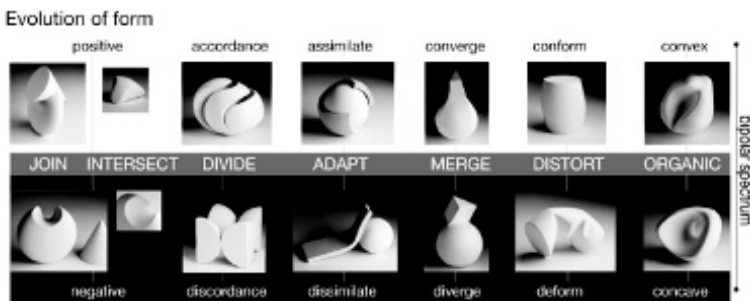 Evolution of form
positive accordance assimilate converge conform convex
JOIN INTERSECT DIVIDE ADAPT MERGE DISTORT ORGANIC
negative discordance dissimilate diverge deform concave
bipolar spectrum